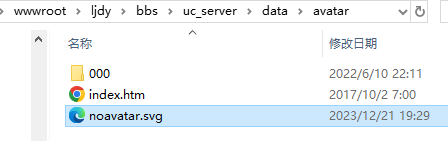 wwwroot > ljdy > bbs > uc_server > data > avatar
名称 修改日期
000 2022/6/10 22:11
index.htm 2017/10/2 7:00
noavatar.svg 2023/12/21 19:29